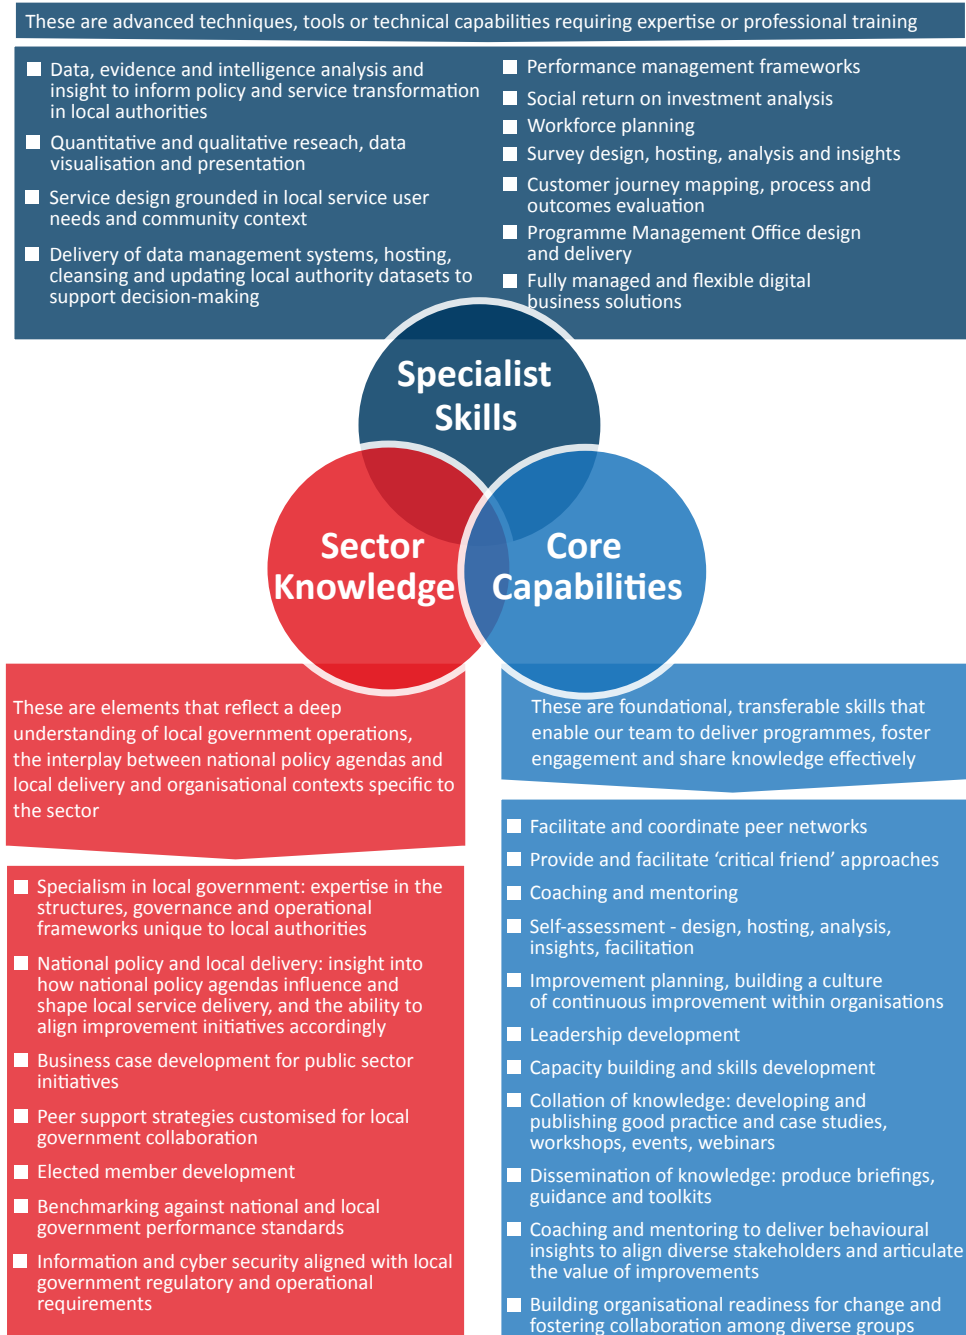 These are advanced techniques, tools or technical capabilities requiring expertise or professional training
Data, evidence and intelligence analysis and
insight to inform policy and service transformation
in local authorities
Quantitative and qualitative reseach, data
visualisation and presentation
Service design grounded in local service user
needs and community context
Delivery of data management systems, hosting,
cleansing and updating local authority datasets to
support decision-making
Performance management frameworks
Social return on investment analysis
Workforce planning
Survey design, hosting, analysis and insights
Customer journey mapping, process and
outcomes evaluation
Programme Management Office design
and delivery
Fully managed and flexible digital
business solutions
Specialist
Skills
Sector
Knowledge
Core
Capabilities
These are elements that reflect a deep
understanding of local government operations,
the interplay between national policy agendas and
local delivery and organisational contexts specific to
the sector
Specialism in local government: expertise in the
structures, governance and operational
frameworks unique to local authorities
National policy and local delivery: insight into
how national policy agendas influence and
shape local service delivery, and the ability to
align improvement initiatives accordingly
Business case development for public sector
initiatives
Peer support strategies customised for local
government collaboration
Elected member development
Benchmarking against national and local
government performance standards
Information and cyber security aligned with local
government regulatory and operational
requirements
These are foundational, transferable skills that
enable our team to deliver programmes, foster
engagement and share knowledge effectively
Facilitate and coordinate peer networks
Provide and facilitate ‘critical friend’ approaches
Coaching and mentoring
Self-assessment - design, hosting, analysis,
insights, facilitation
Improvement planning, building a culture
of continuous improvement within organisations
Leadership development
Capacity building and skills development
Collation of knowledge: developing and
publishing good practice and case studies,
workshops, events, webinars
Dissemination of knowledge: produce briefings,
guidance and toolkits
Coaching and mentoring to deliver behavioural
insights to align diverse stakeholders and articulate
the value of improvements
Building organisational readiness for change and
fostering collaboration among diverse groups